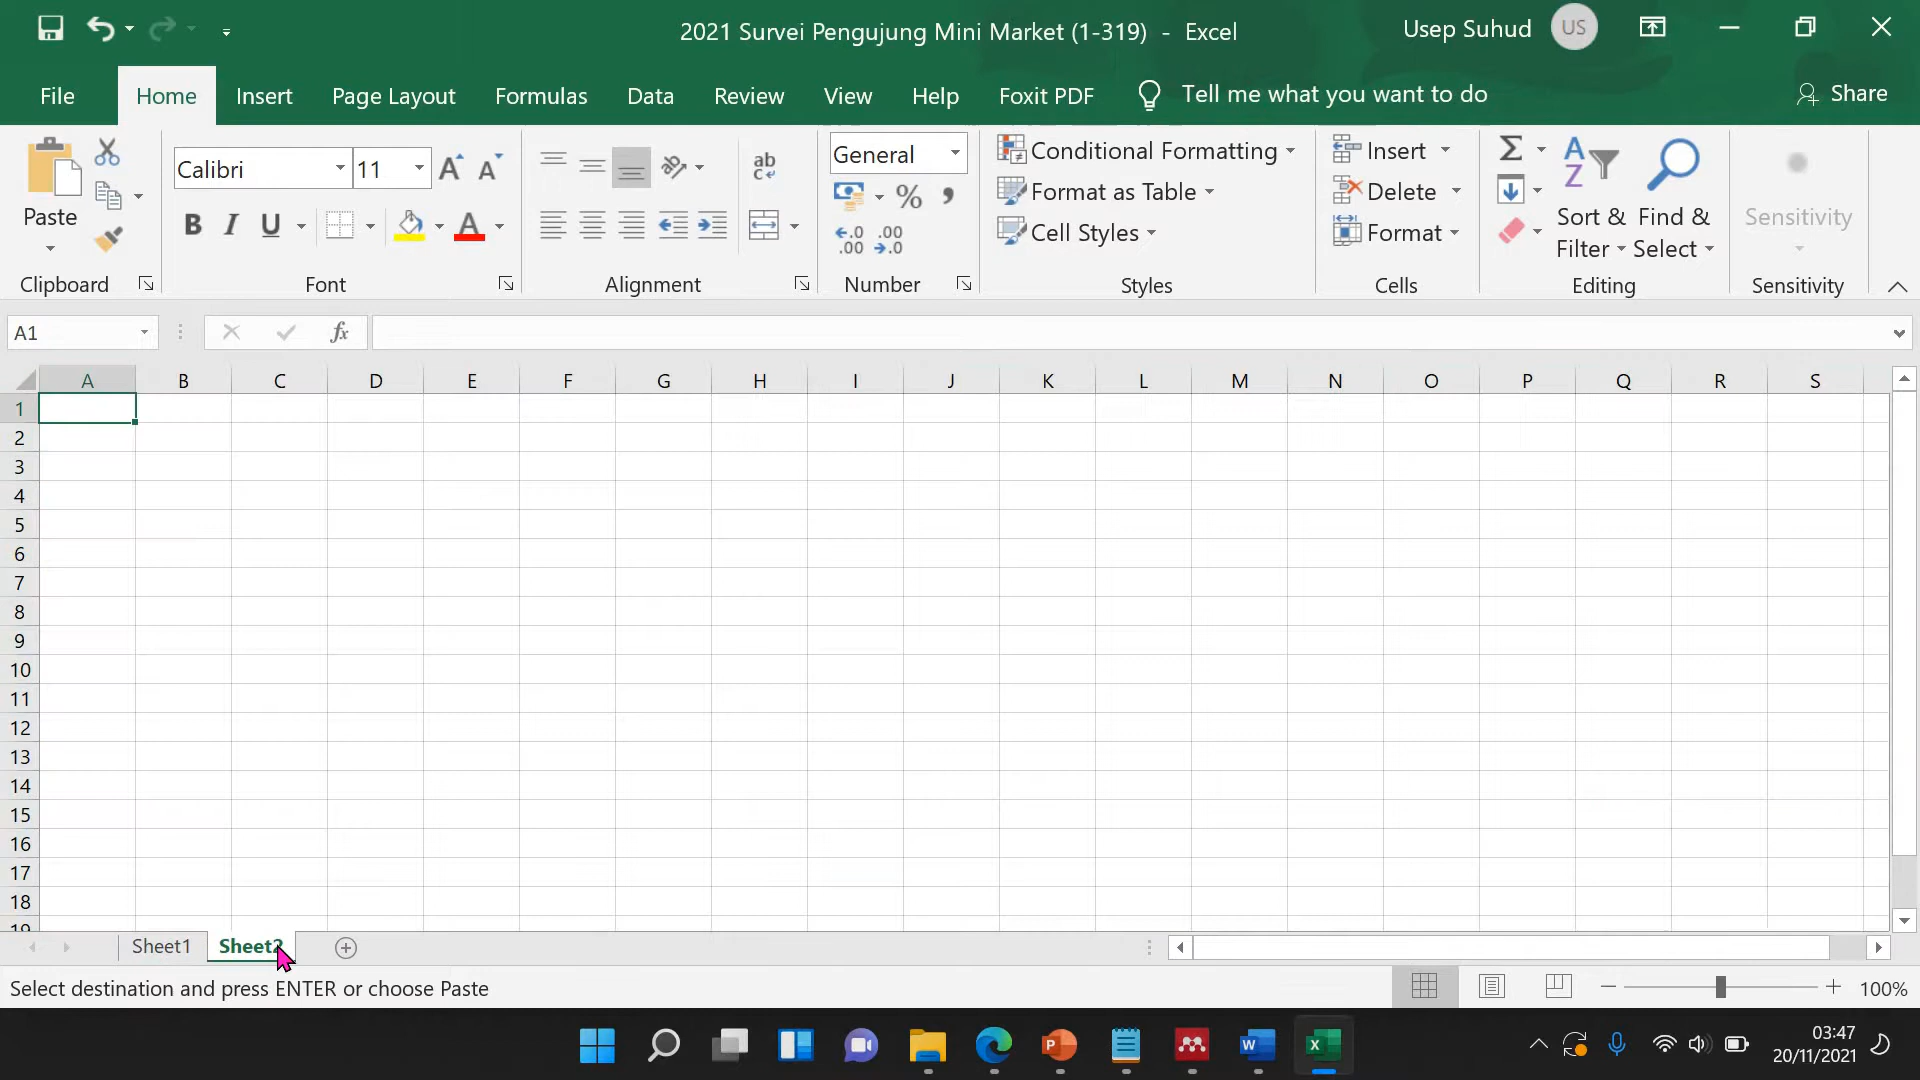 2021 Survei Pengujung Mini Market (1-319) - Excel
Usep Suhud
US
File
Home
Insert
Page Layout
Formulas
Data
Review
View
Help
Foxit PDF
Tell me what you want to do
Share
Paste
Clipboard
Calibri
11
B I U
A
Font
ab
Alignment
General
% ,
Number
Conditional Formatting
Format as Table
Cell Styles
Styles
Insert
Delete
Format
Cells
Sort & Filter
Find & Select
Editing
Sensitivity
Sensitivity
A1
fx
A B C D E F G H I J K L M N O P Q R S
1
2
3
4
5
6
7
8
9
10
11
12
13
14
15
16
17
18
19
Sheet1
Sheet2
Select destination and press ENTER or choose Paste
100%
03:47
20/11/2021